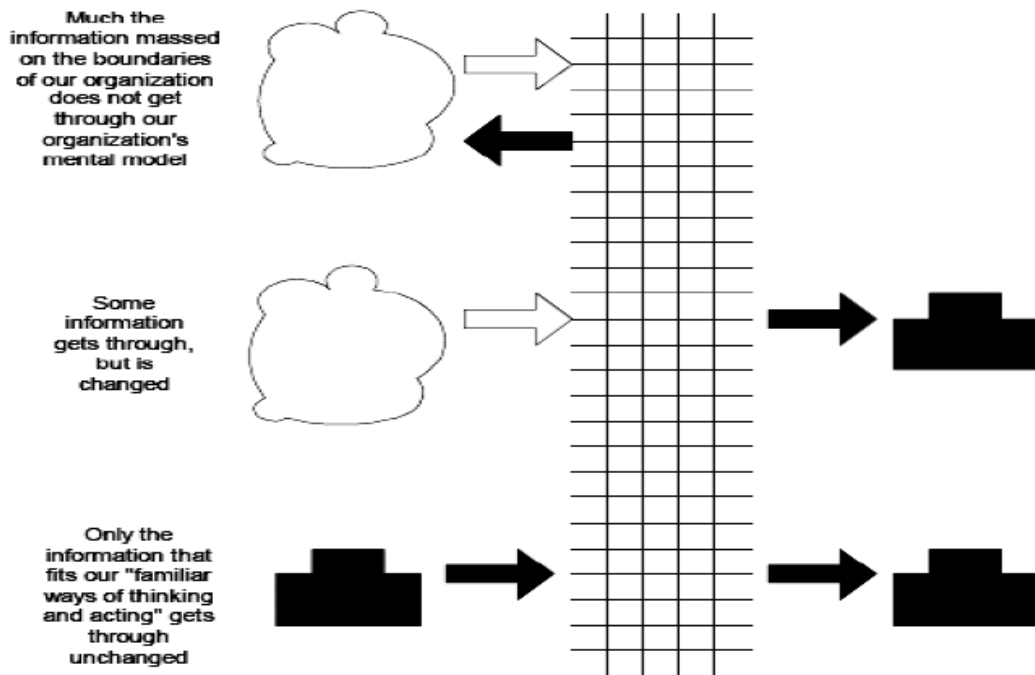 Much the
information massed
on the boundaries
of our organization
does not get
through our
organization's
mental model
Some
information
gets through,
but is
changed
Only the
information that
fits our "familiar
ways of thinking
and acting" gets
through
unchanged